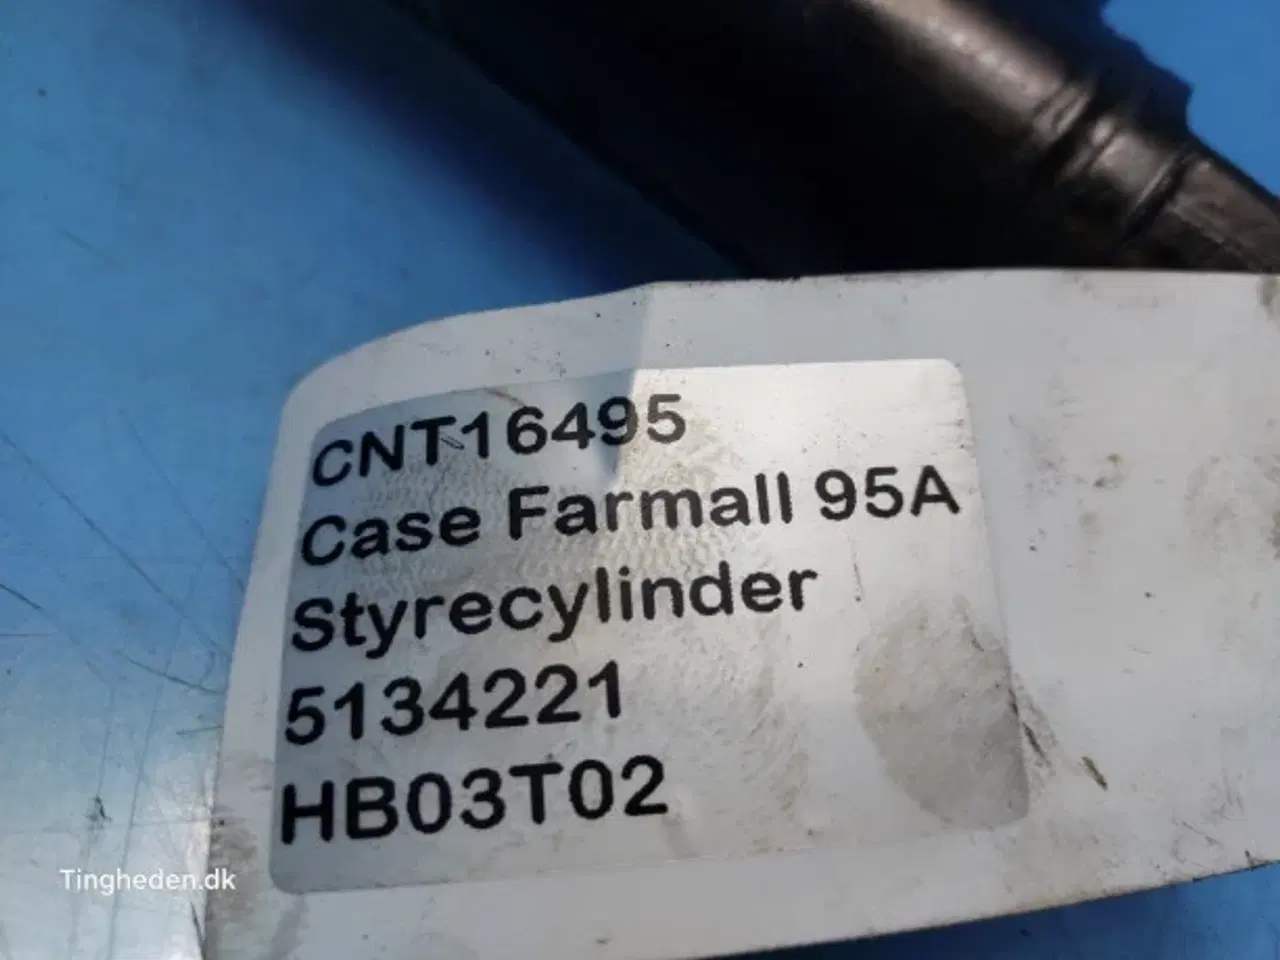 CNT16495
Case Farmall 95A
Styrecylinder
5134221
HB03T02
Tingheden.dk